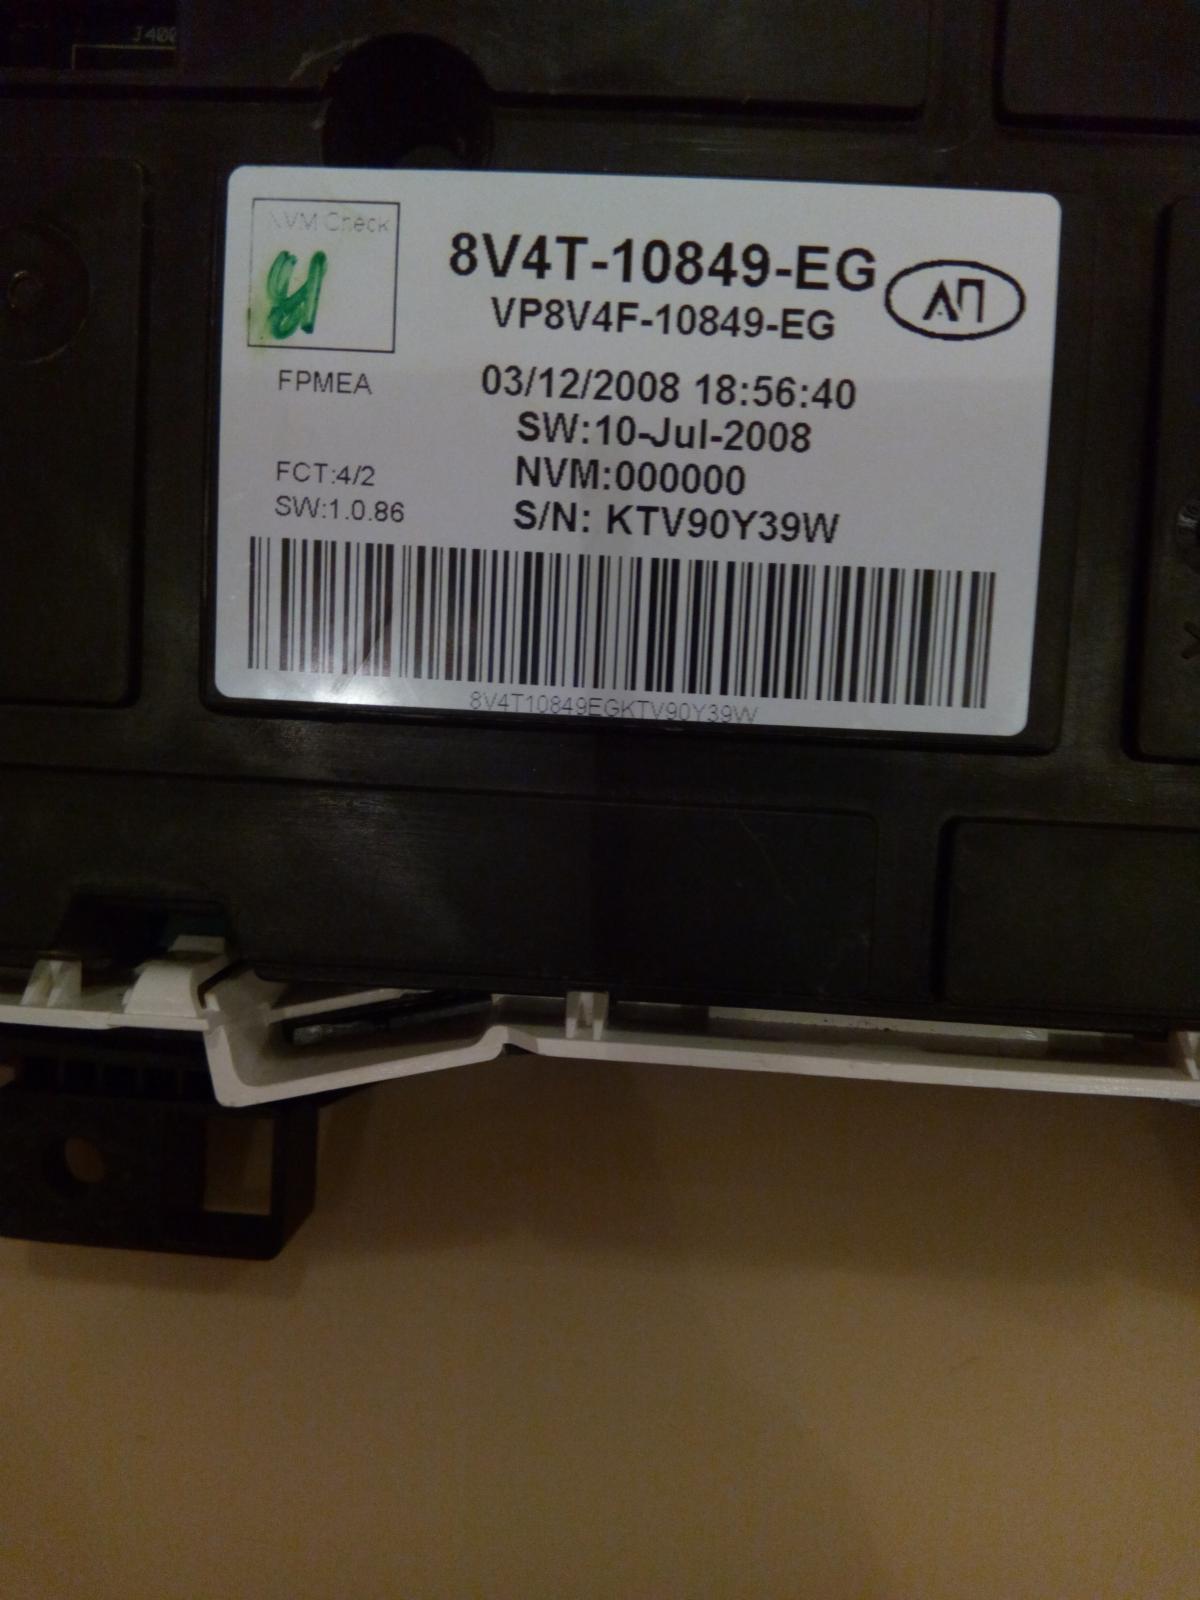 J400
NVM Check
8V4T-10849-EG
VP8V4F-10849-EG
FPMEA
03/12/2008 18:56:40
SW:10-Jul-2008
FCT:4/2
NVM:000000
SW:1.0.86
S/N: KTV90Y39W
8V4T10849EGKTV90Y39W